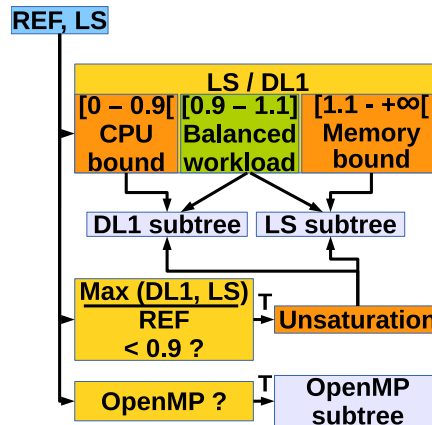 REF, LS
LS / DL1
[0 – 0.9[
CPU
bound
[0.9 – 1.1]
Balanced
workload
[1.1 - +∞[
Memory
bound
DL1 subtree
LS subtree
Max (DL1, LS)
REF
< 0.9 ?
T
Unsaturation
OpenMP ?
T
OpenMP
subtree